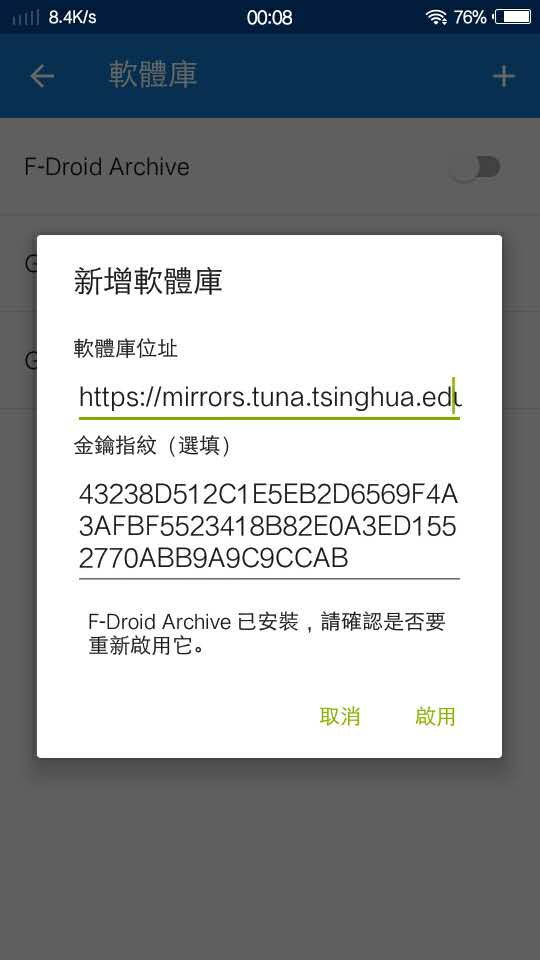 8.4K/s 00:08 76%
軟體庫
F-Droid Archive
新增軟體庫
軟體庫位址
https://mirrors.tuna.tsinghua.edu
金鑰指紋（選填）
43238D512C1E5EB2D6569F4A
3AFBF5523418B82E0A3ED155
2770ABB9A9C9CCAB
F-Droid Archive 已安裝，請確認是否要
重新啟用它。
取消 啟用